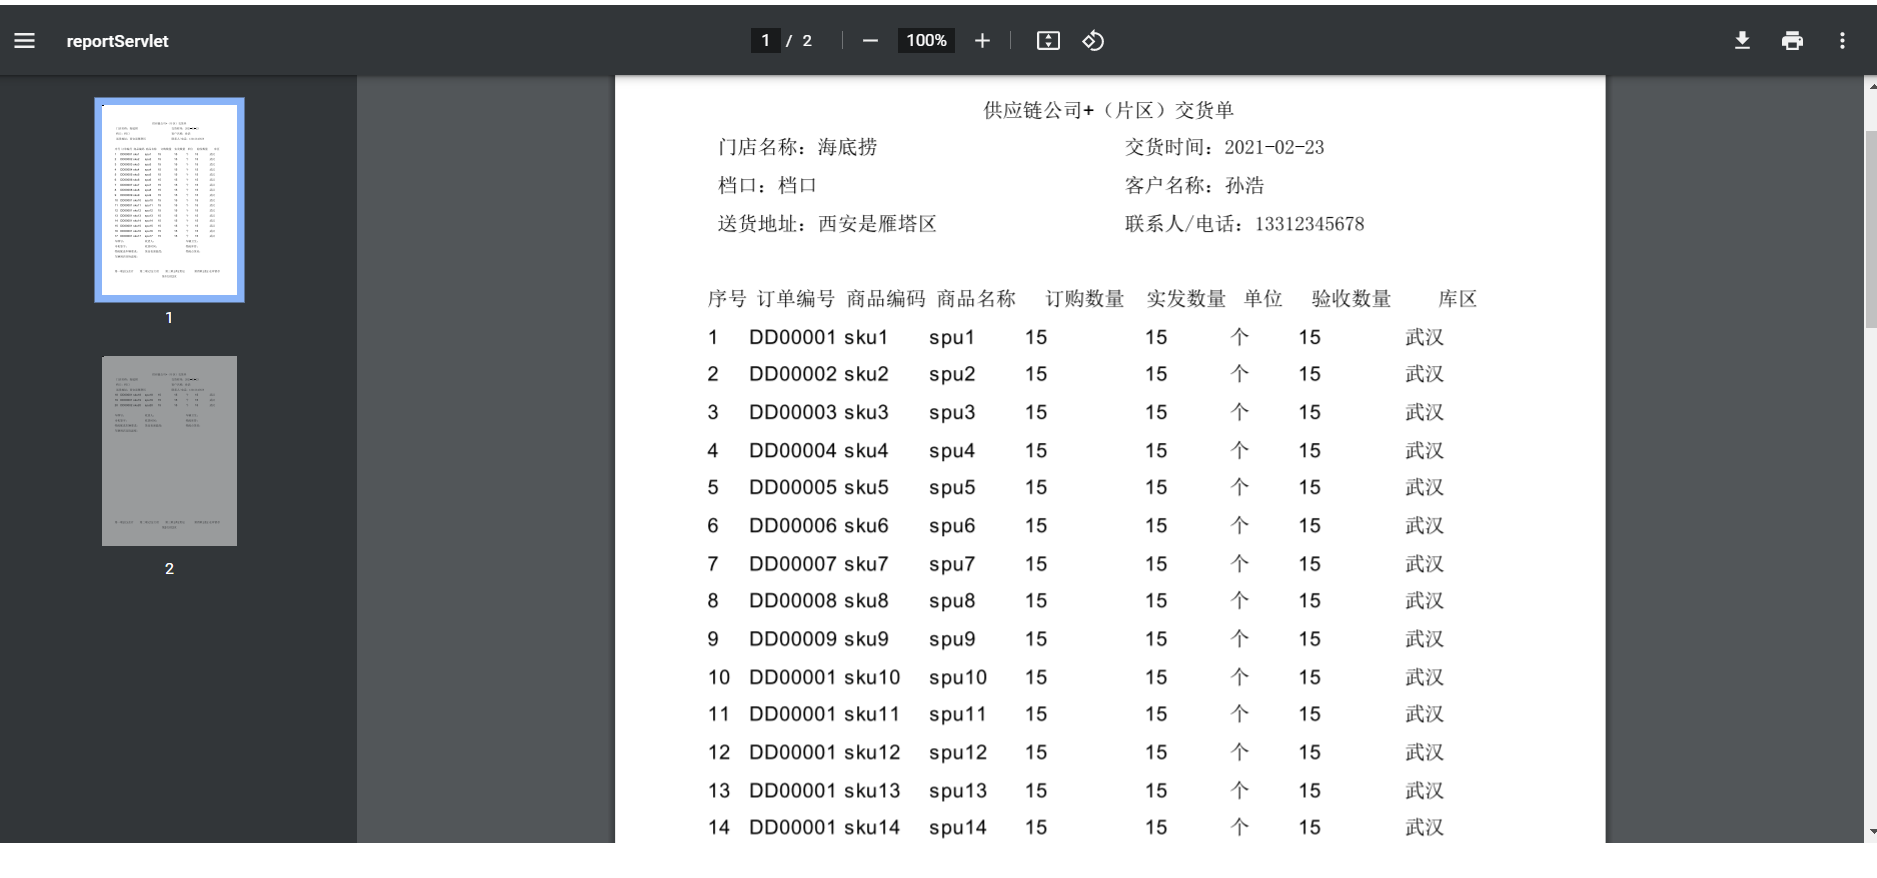 reportServlet
1 / 2
100%
供应链公司+（片区）交货单
门店名称：海底捞 交货时间：2021-02-23
档口：档口 客户名称：孙浩
送货地址：西安是雁塔区 联系人/电话：13312345678
序号 订单编号 商品编码 商品名称 订购数量 实发数量 单位 验收数量 库区
1 DD00001 sku1 spu1 15 15 个 15 武汉
2 DD00002 sku2 spu2 15 15 个 15 武汉
3 DD00003 sku3 spu3 15 15 个 15 武汉
4 DD00004 sku4 spu4 15 15 个 15 武汉
5 DD00005 sku5 spu5 15 15 个 15 武汉
6 DD00006 sku6 spu6 15 15 个 15 武汉
7 DD00007 sku7 spu7 15 15 个 15 武汉
8 DD00008 sku8 spu8 15 15 个 15 武汉
9 DD00009 sku9 spu9 15 15 个 15 武汉
10 DD00001 sku10 spu10 15 15 个 15 武汉
11 DD00001 sku11 spu11 15 15 个 15 武汉
12 DD00001 sku12 spu12 15 15 个 15 武汉
13 DD00001 sku13 spu13 15 15 个 15 武汉
14 DD00001 sku14 spu14 15 15 个 15 武汉
1
2